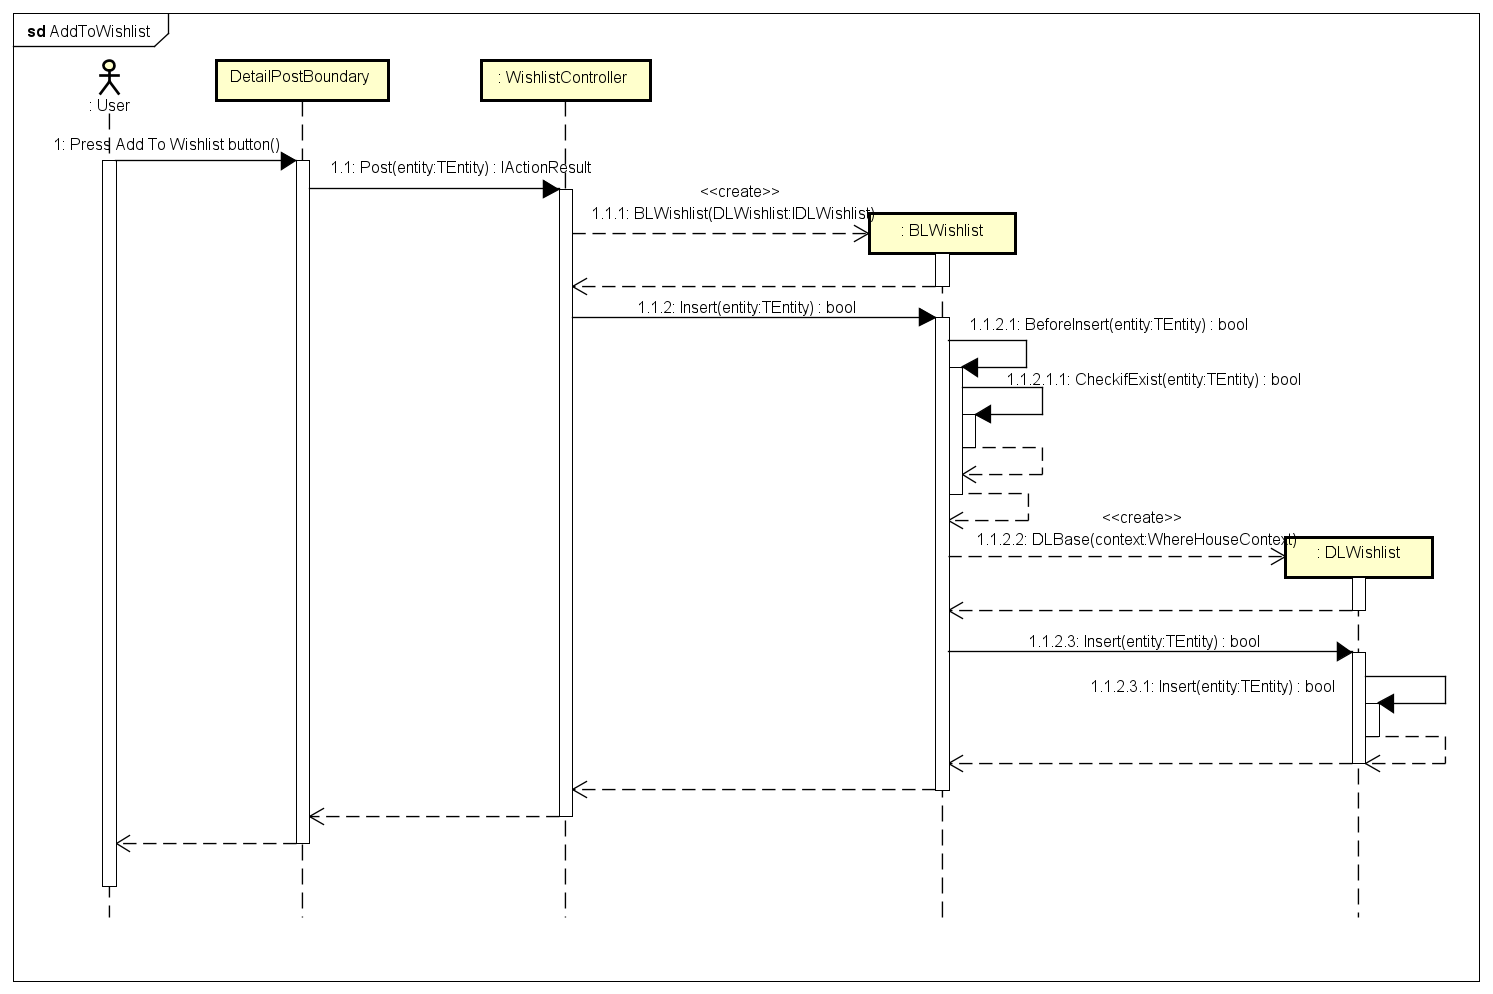 sd AddToWishlist
: User
DetailPostBoundary
: WishlistController
1: Press Add To Wishlist button()
1.1: Post(entity:TEntity) : IActionResult
<<create>>
1.1.1: BLWishlist(DLWishlist:IDLWishlist)
: BLWishlist
1.1.2: Insert(entity:TEntity) : bool
1.1.2.1: BeforeInsert(entity:TEntity) : bool
1.1.2.1.1: CheckifExist(entity:TEntity) : bool
<<create>>
1.1.2.2: DLBase(context:WhereHouseContext)
: DLWishlist
1.1.2.3: Insert(entity:TEntity) : bool
1.1.2.3.1: Insert(entity:TEntity) : bool